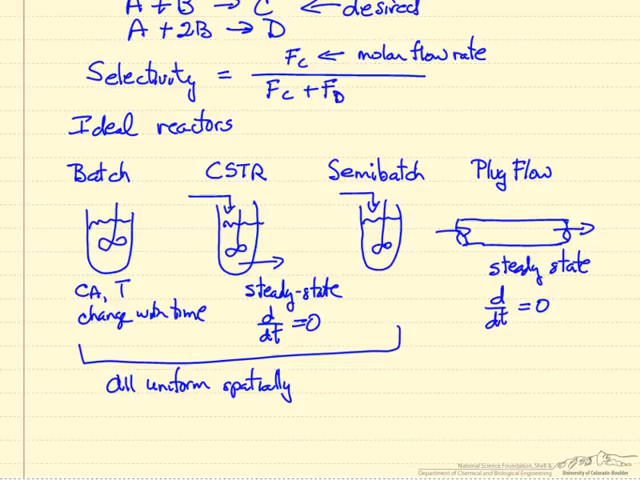 A + B → C ← desired
A + 2B → D
Selectivity = F_C ← molar flow rate
F_C + F_D
Ideal reactors
Batch CSTR Semibatch Plug Flow
CA, T
change with time
steady-state
d/dt = 0
steady state
d/dt = 0
all uniform spatially
National Science Foundation, Shell &
Department of Chemical and Biological Engineering University of Colorado-Boulder